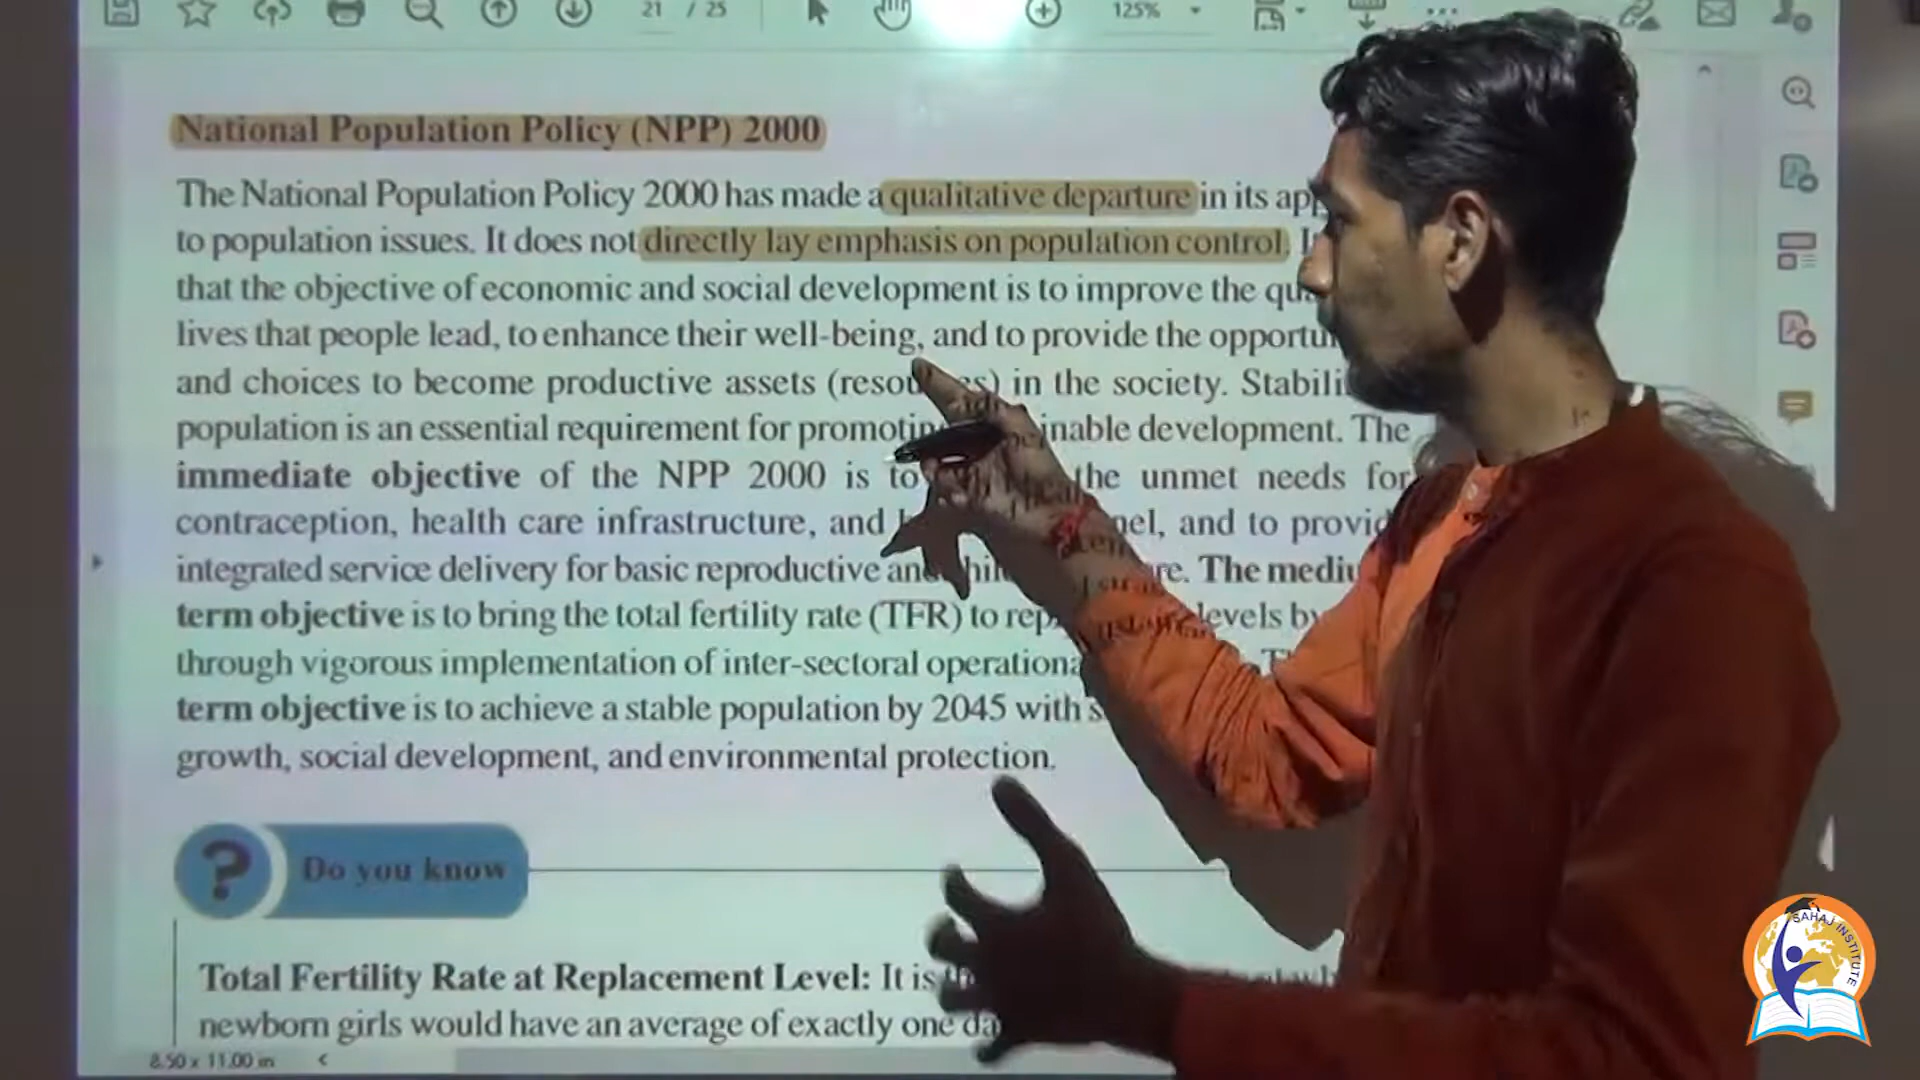 21 / 25
125%
National Population Policy (NPP) 2000
The National Population Policy 2000 has made a qualitative departure in its
to population issues. It does not directly lay emphasis on population control.
that the objective of economic and social development is to improve the
lives that people lead, to enhance their well-being, and to provide the
and choices to become productive assets in the society.
population is an essential requirement for development. The
immediate objective of the NPP 2000 is to the unmet needs for
contraception, health care infrastructure, and and to
integrated service delivery for basic reproductive The
term objective is to bring the total fertility rate (TFR) to levels by
through vigorous implementation of inter-sectoral
term objective is to achieve a stable population by 2045 with
growth, social development, and environmental protection.
?
Do you know
Total Fertility Rate at Replacement Level: It is
newborn girls would have an average of exactly one
8.50 x 11.00 in
SAHAJ INSTITUTE